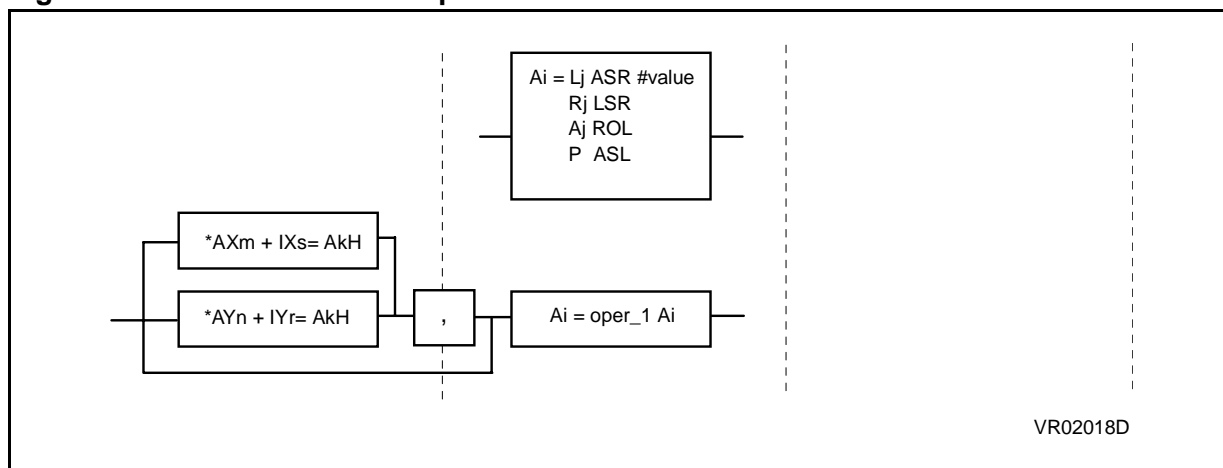 Ai = Lj ASR #value
Rj LSR
Aj ROL
P ASL
*AXm + IXs= AkH
*AYn + IYr= AkH
,
Ai = oper_1 Ai
VR02018D